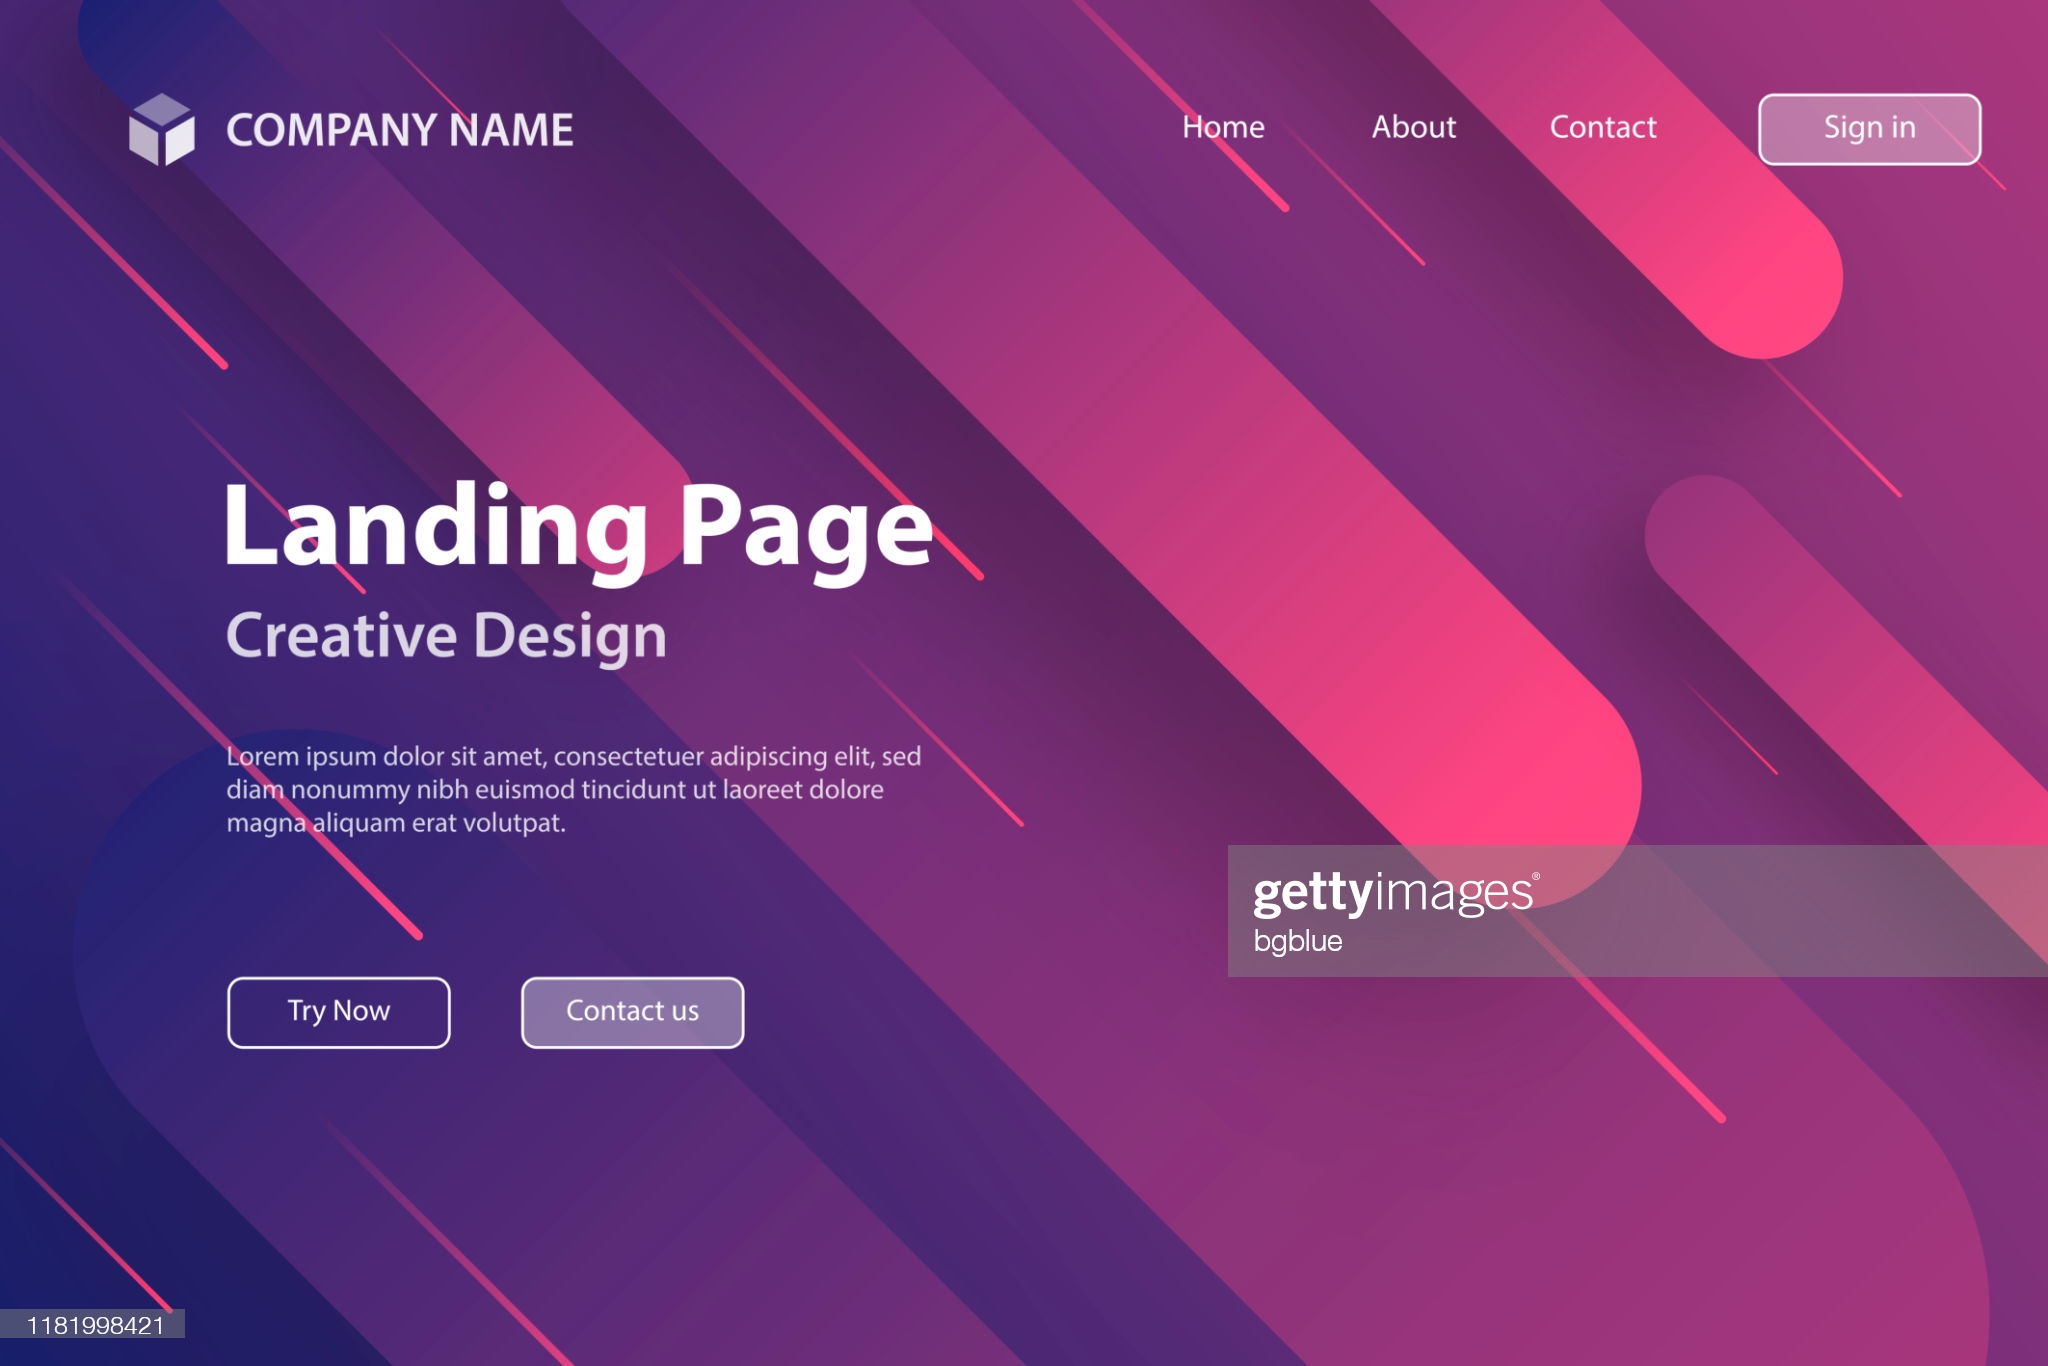 COMPANY NAME
Home About Contact Sign in
Landing Page
Creative Design
Lorem ipsum dolor sit amet, consectetuer adipiscing elit, sed
diam nonummy nibh euismod tincidunt ut laoreet dolore
magna aliquam erat volutpat.
gettyimages®
bgblue
Try Now Contact us
1181998421